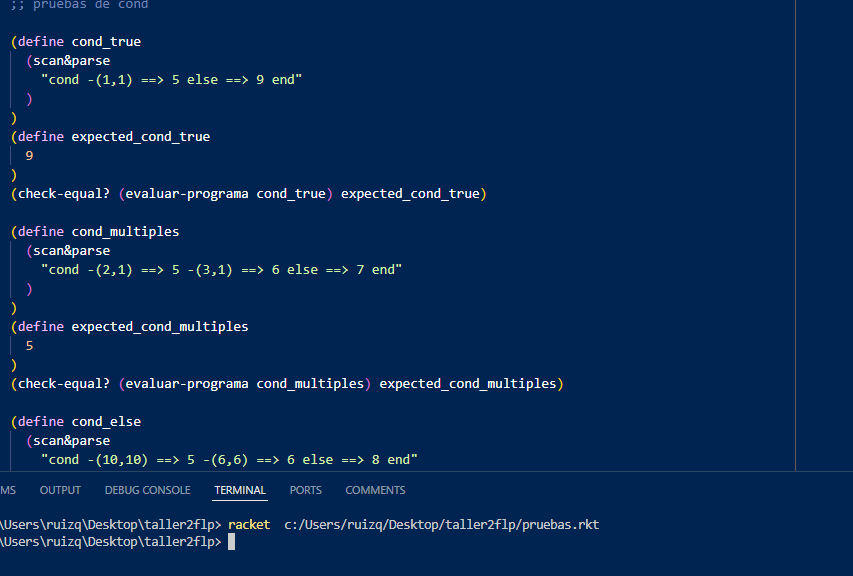 ;; pruebas de cond
(define cond_true
(scan&parse
"cond -(1,1) ==> 5 else ==> 9 end"
)
)
(define expected_cond_true
9
)
(check-equal? (evaluar-programa cond_true) expected_cond_true)
(define cond_multiples
(scan&parse
"cond -(2,1) ==> 5 -(3,1) ==> 6 else ==> 7 end"
)
)
(define expected_cond_multiples
5
)
(check-equal? (evaluar-programa cond_multiples) expected_cond_multiples)
(define cond_else
(scan&parse
"cond -(10,10) ==> 5 -(6,6) ==> 6 else ==> 8 end"
MS OUTPUT DEBUG CONSOLE TERMINAL PORTS COMMENTS
\Users\ruizq\Desktop\taller2flp> racket c:/Users/ruizq/Desktop/taller2flp/pruebas.rkt
\Users\ruizq\Desktop\taller2flp>